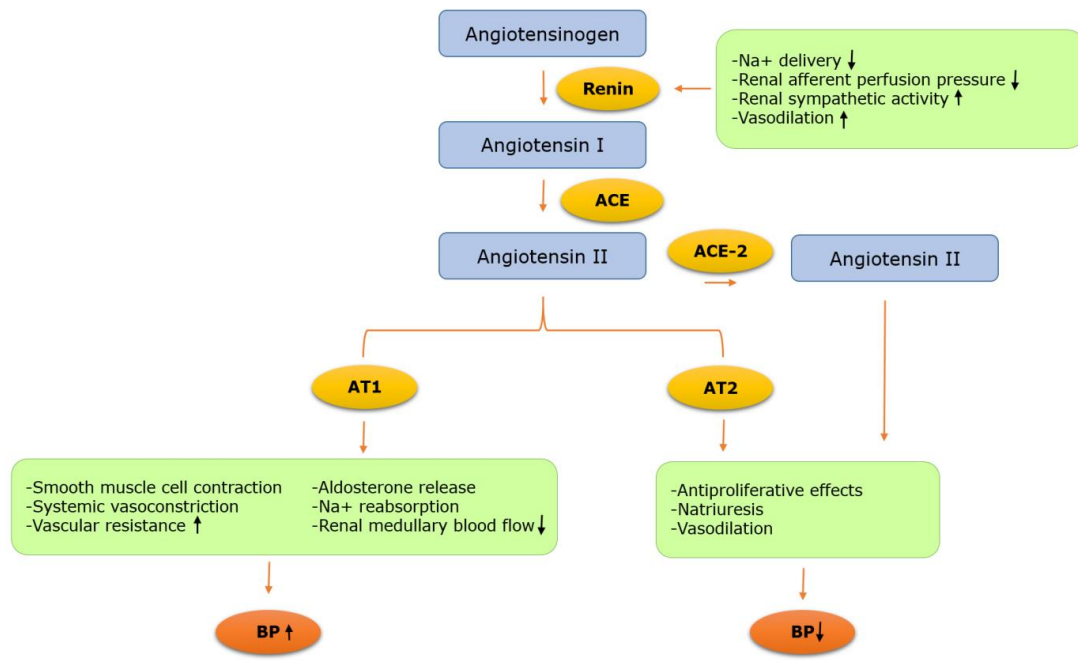 Angiotensinogen
Renin
-Na+ delivery ↓
-Renal afferent perfusion pressure ↓
-Renal sympathetic activity ↑
-Vasodilation ↑
Angiotensin I
ACE
Angiotensin II
ACE-2
Angiotensin II
AT1
AT2
-Smooth muscle cell contraction
-Systemic vasoconstriction
-Vascular resistance ↑
-Aldosterone release
-Na+ reabsorption
-Renal medullary blood flow ↓
-Antiproliferative effects
-Natriuresis
-Vasodilation
BP ↑
BP ↓